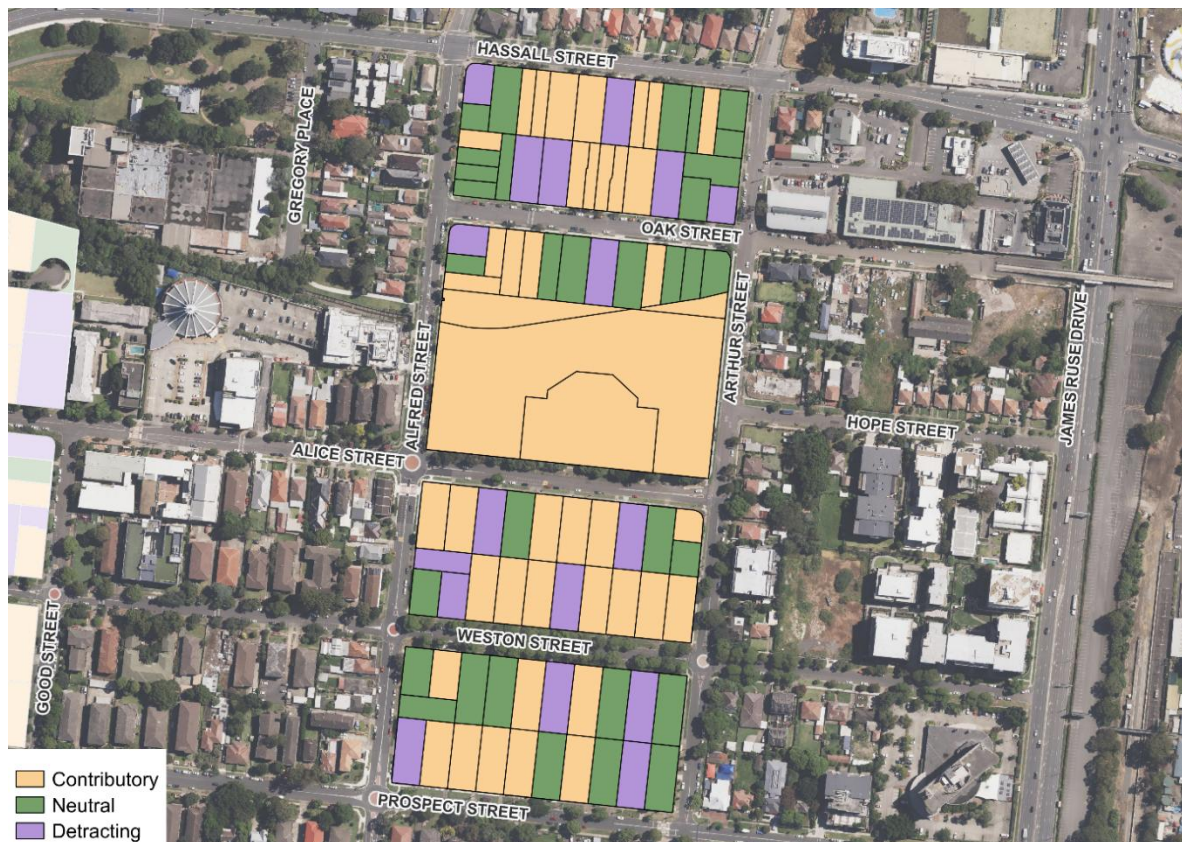 HASSALL STREET
GREGORY PLACE
OAK STREET
ALFRED STREET
ARTHUR STREET
JAMES RUSE DRIVE
HOPE STREET
ALICE STREET
GOOD STREET
WESTON STREET
PROSPECT STREET
Contributory
Neutral
Detracting